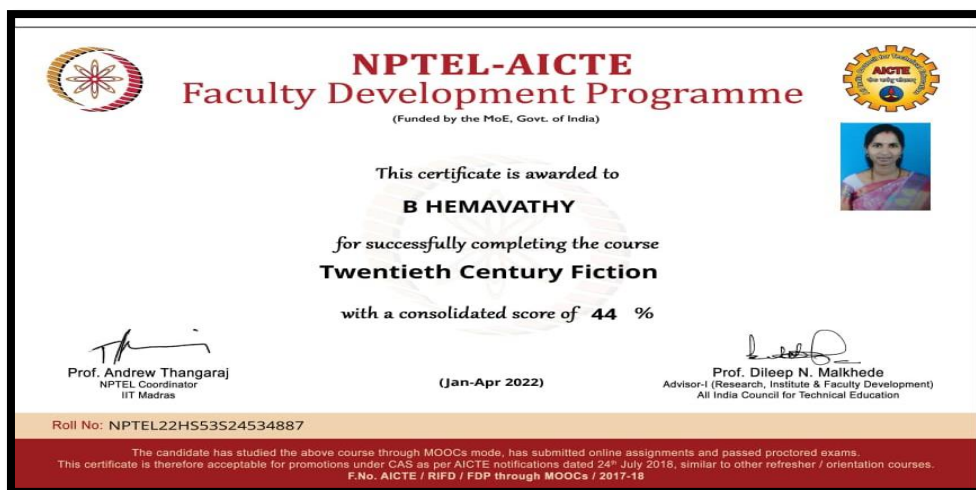 NPTEL-AICTE
Faculty Development Programme
(Funded by the MoE, Govt. of India)
AICTE
This certificate is awarded to
B HEMAVATHY
for successfully completing the course
Twentieth Century Fiction
with a consolidated score of 44 %
Prof. Andrew Thangaraj
NPTEL Coordinator
IIT Madras
(Jan-Apr 2022)
Prof. Dileep N. Malkhede
Advisor-I (Research, Institute & Faculty Development)
All India Council for Technical Education
Roll No: NPTEL22HS53S24534887
The candidate has studied the above course through MOOCs mode, has submitted online assignments and passed proctored exams.
This certificate is therefore acceptable for promotions under CAS as per AICTE notifications dated 24th July 2018, similar to other refresher / orientation courses.
F.No. AICTE / RIFD / FDP through MOOCs / 2017-18